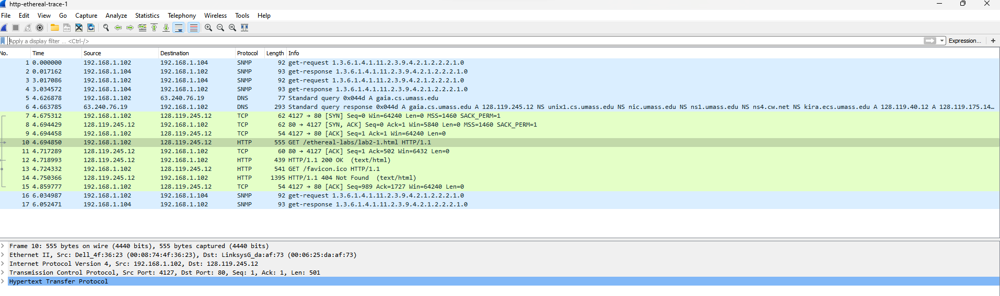 http-ethereal-trace-1
File Edit View Go Capture Analyze Statistics Telephony Wireless Tools Help
Apply a display filter ... <Ctrl-/> Expression... +
No. Time Source Destination Protocol Length Info
1 0.000000 192.168.1.102 192.168.1.104 SNMP 92 get-request 1.3.6.1.4.1.11.2.3.9.4.2.1.2.2.2.1.0
2 0.017162 192.168.1.104 192.168.1.102 SNMP 93 get-response 1.3.6.1.4.1.11.2.3.9.4.2.1.2.2.2.1.0
3 3.017086 192.168.1.102 192.168.1.104 SNMP 92 get-request 1.3.6.1.4.1.11.2.3.9.4.2.1.2.2.2.1.0
4 3.034572 192.168.1.104 192.168.1.102 SNMP 93 get-response 1.3.6.1.4.1.11.2.3.9.4.2.1.2.2.2.1.0
5 4.626878 192.168.1.102 63.240.76.19 DNS 77 Standard query 0x044d A gaia.cs.umass.edu
6 4.663785 63.240.76.19 192.168.1.102 DNS 293 Standard query response 0x044d A gaia.cs.umass.edu A 128.119.245.12 NS unix1.cs.umass.edu NS nic.umass.edu NS ns1.umass.edu NS ns4.cw.net NS kira.ecs.umass.edu A 128.119.40.12 A 128.119.175.14…
7 4.675312 192.168.1.102 128.119.245.12 TCP 62 4127 → 80 [SYN] Seq=0 Win=64240 Len=0 MSS=1460 SACK_PERM=1
8 4.694429 128.119.245.12 192.168.1.102 TCP 62 80 → 4127 [SYN, ACK] Seq=0 Ack=1 Win=5840 Len=0 MSS=1460 SACK_PERM=1
9 4.694458 192.168.1.102 128.119.245.12 TCP 54 4127 → 80 [ACK] Seq=1 Ack=1 Win=64240 Len=0
10 4.694850 192.168.1.102 128.119.245.12 HTTP 555 GET /ethereal-labs/lab2-1.html HTTP/1.1
11 4.717289 128.119.245.12 192.168.1.102 TCP 60 80 → 4127 [ACK] Seq=1 Ack=502 Win=6432 Len=0
12 4.718993 128.119.245.12 192.168.1.102 HTTP 439 HTTP/1.1 200 OK (text/html)
13 4.724332 192.168.1.102 128.119.245.12 HTTP 541 GET /favicon.ico HTTP/1.1
14 4.750366 128.119.245.12 192.168.1.102 HTTP 1395 HTTP/1.1 404 Not Found (text/html)
15 4.859777 192.168.1.102 128.119.245.12 TCP 54 4127 → 80 [ACK] Seq=989 Ack=1727 Win=64240 Len=0
16 6.034987 192.168.1.102 192.168.1.104 SNMP 92 get-request 1.3.6.1.4.1.11.2.3.9.4.2.1.2.2.2.1.0
17 6.052471 192.168.1.104 192.168.1.102 SNMP 93 get-response 1.3.6.1.4.1.11.2.3.9.4.2.1.2.2.2.1.0
Frame 10: 555 bytes on wire (4440 bits), 555 bytes captured (4440 bits)
Ethernet II, Src: Dell_4f:36:23 (00:08:74:4f:36:23), Dst: LinksysG_da:af:73 (00:06:25:da:af:73)
Internet Protocol Version 4, Src: 192.168.1.102, Dst: 128.119.245.12
Transmission Control Protocol, Src Port: 4127, Dst Port: 80, Seq: 1, Ack: 1, Len: 501
Hypertext Transfer Protocol